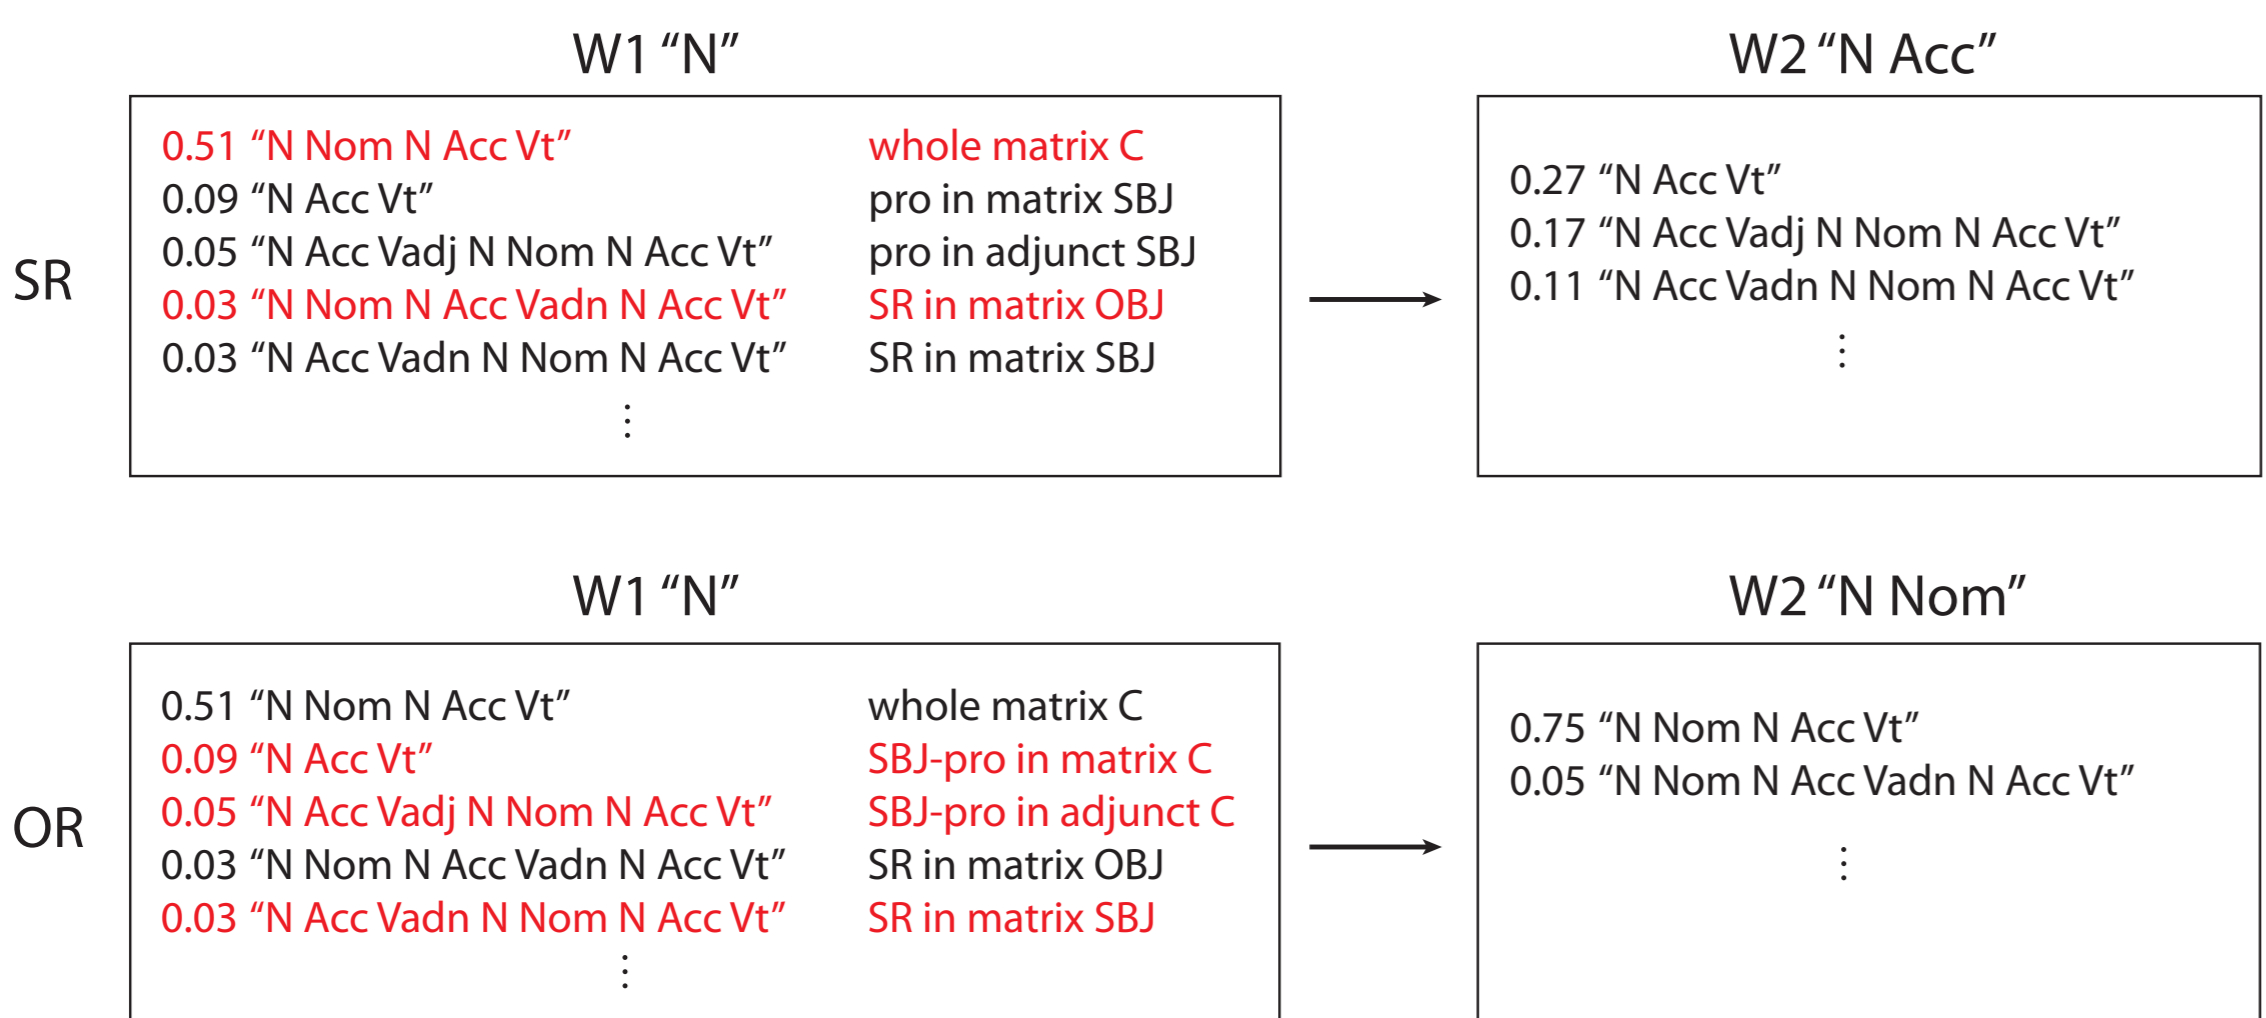 W1 “N”
W2 “N Acc”
SR
0.51 “N Nom N Acc Vt” whole matrix C
0.09 “N Acc Vt” pro in matrix SBJ
0.05 “N Acc Vadj N Nom N Acc Vt” pro in adjunct SBJ
0.03 “N Nom N Acc Vadn N Acc Vt” SR in matrix OBJ
0.03 “N Acc Vadn N Nom N Acc Vt” SR in matrix SBJ
⋮
0.27 “N Acc Vt”
0.17 “N Acc Vadj N Nom N Acc Vt”
0.11 “N Acc Vadn N Nom N Acc Vt”
⋮
W1 “N”
W2 “N Nom”
OR
0.51 “N Nom N Acc Vt” whole matrix C
0.09 “N Acc Vt” SBJ-pro in matrix C
0.05 “N Acc Vadj N Nom N Acc Vt” SBJ-pro in adjunct C
0.03 “N Nom N Acc Vadn N Acc Vt” SR in matrix OBJ
0.03 “N Acc Vadn N Nom N Acc Vt” SR in matrix SBJ
⋮
0.75 “N Nom N Acc Vt”
0.05 “N Nom N Acc Vadn N Acc Vt”
⋮